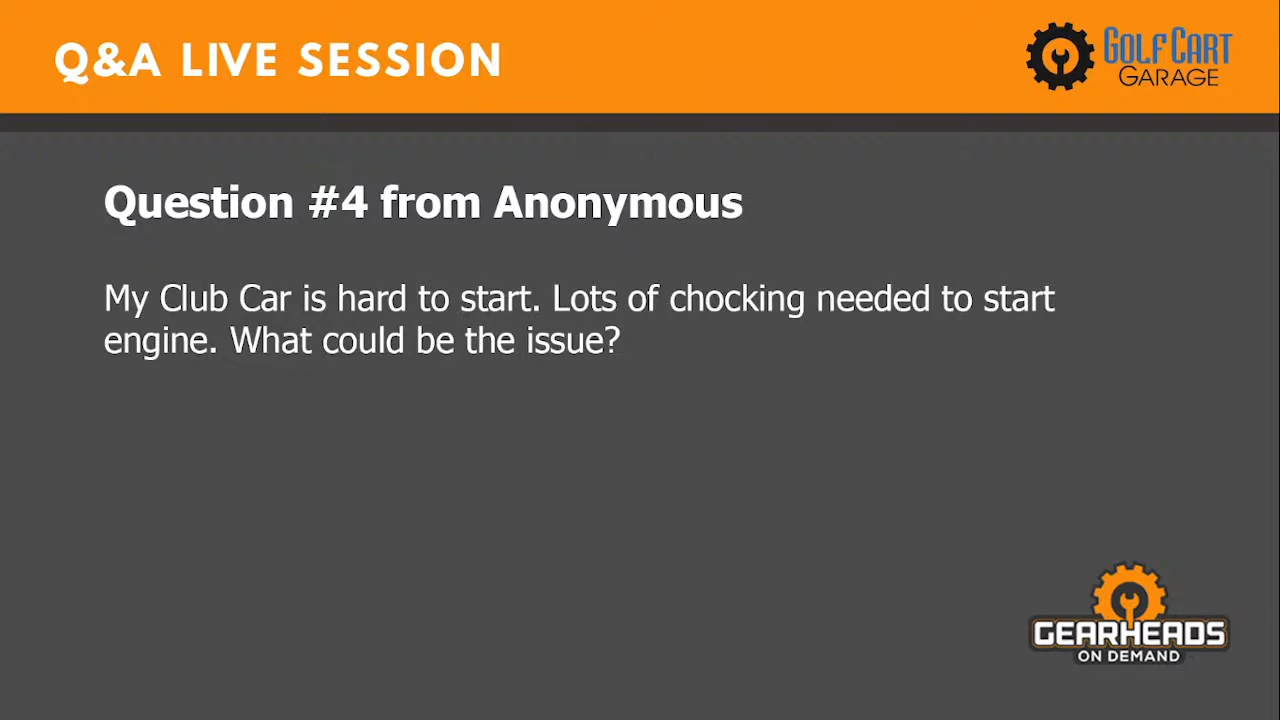 Q&A LIVE SESSION
GOLF CART
GARAGE
Question #4 from Anonymous
My Club Car is hard to start. Lots of chocking needed to start
engine. What could be the issue?
GEARHEADS
ON DEMAND